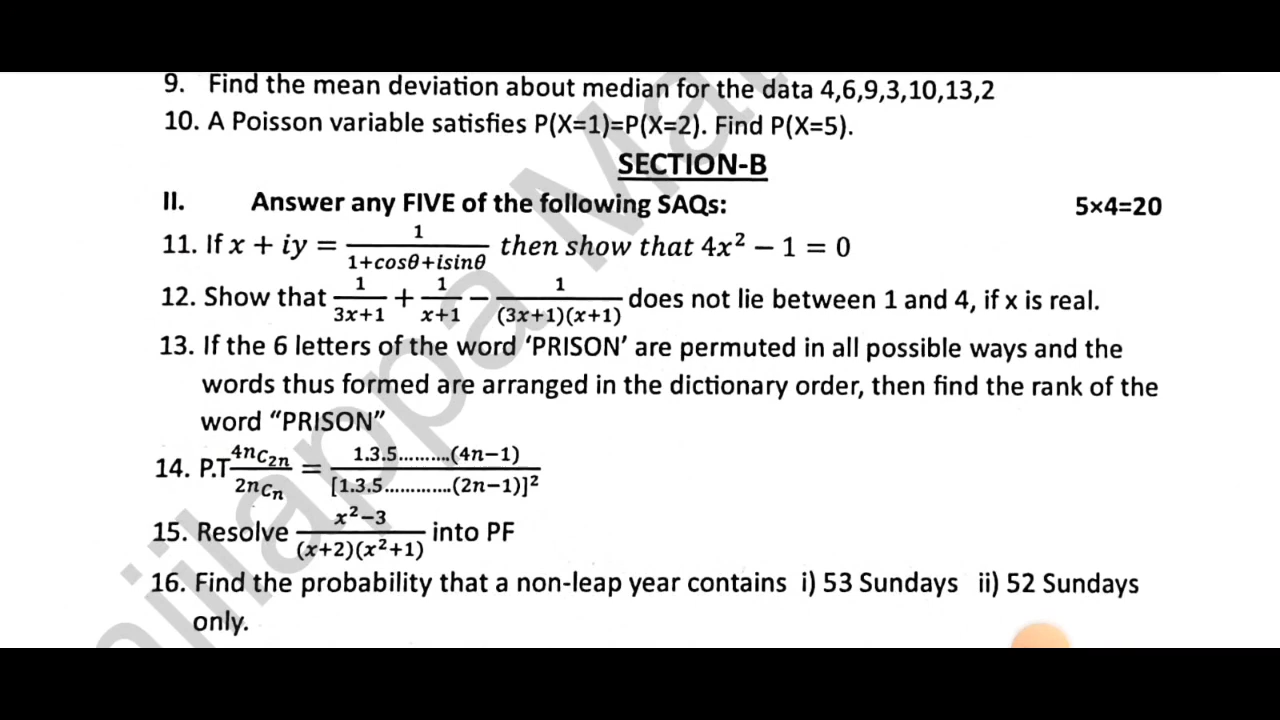 9. Find the mean deviation about median for the data 4,6,9,3,10,13,2
10. A Poisson variable satisfies P(X=1)=P(X=2). Find P(X=5).
SECTION-B
II. Answer any FIVE of the following SAQs: 5×4=20
11. If x + iy = 1/(1+cosθ+isinθ) then show that 4x² − 1 = 0
12. Show that 1/(3x+1) + 1/(x+1) − 1/((3x+1)(x+1)) does not lie between 1 and 4, if x is real.
13. If the 6 letters of the word ‘PRISON’ are permuted in all possible ways and the
words thus formed are arranged in the dictionary order, then find the rank of the
word “PRISON”
14. P.T 4nC2n/2nCn = 1.3.5..........(4n−1)/[1.3.5.............(2n−1)]²
15. Resolve x²−3/(x+2)(x²+1) into PF
16. Find the probability that a non-leap year contains i) 53 Sundays ii) 52 Sundays
only.